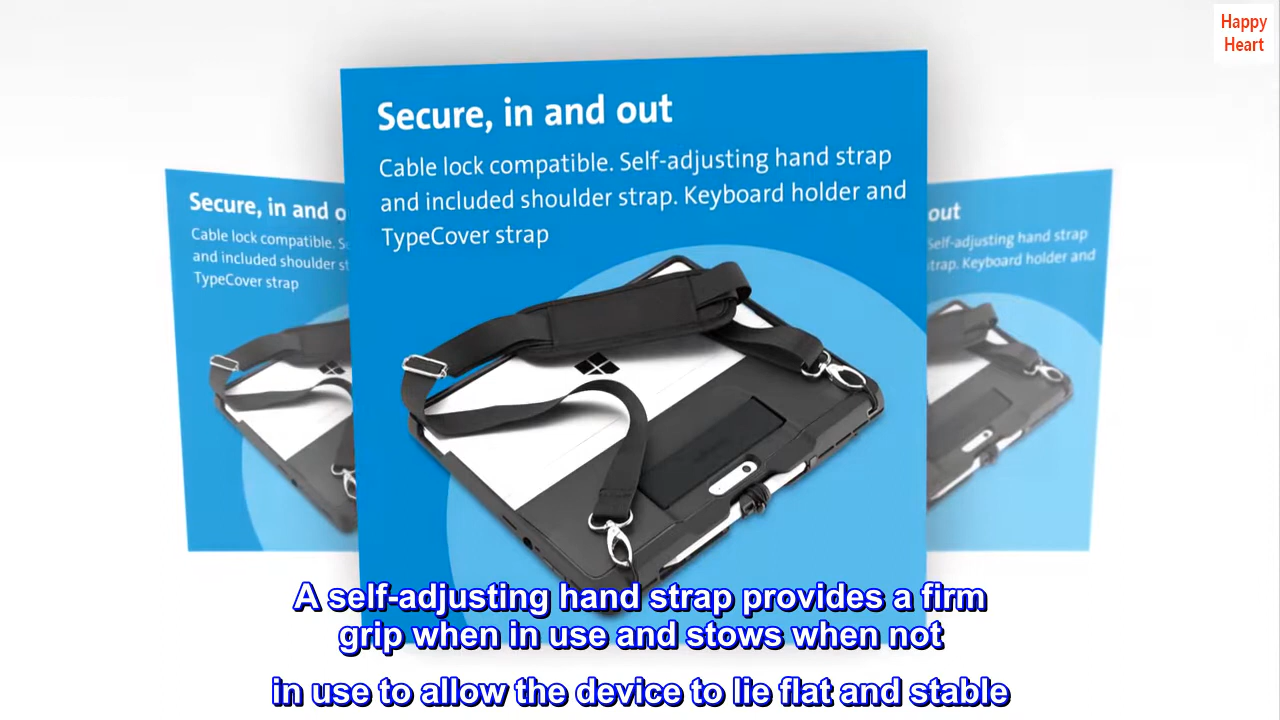 Happy
Heart
Secure, in and out
Cable lock compatible. Self-adjusting hand strap
and included shoulder strap. Keyboard holder and
TypeCover strap
Secure, in and o
Cable lock compatible. S
and included shoulder st
TypeCover strap
out
Self-adjusting hand strap
trap. Keyboard holder and
A self-adjusting hand strap provides a firm
grip when in use and stows when not
in use to allow the device to lie flat and stable